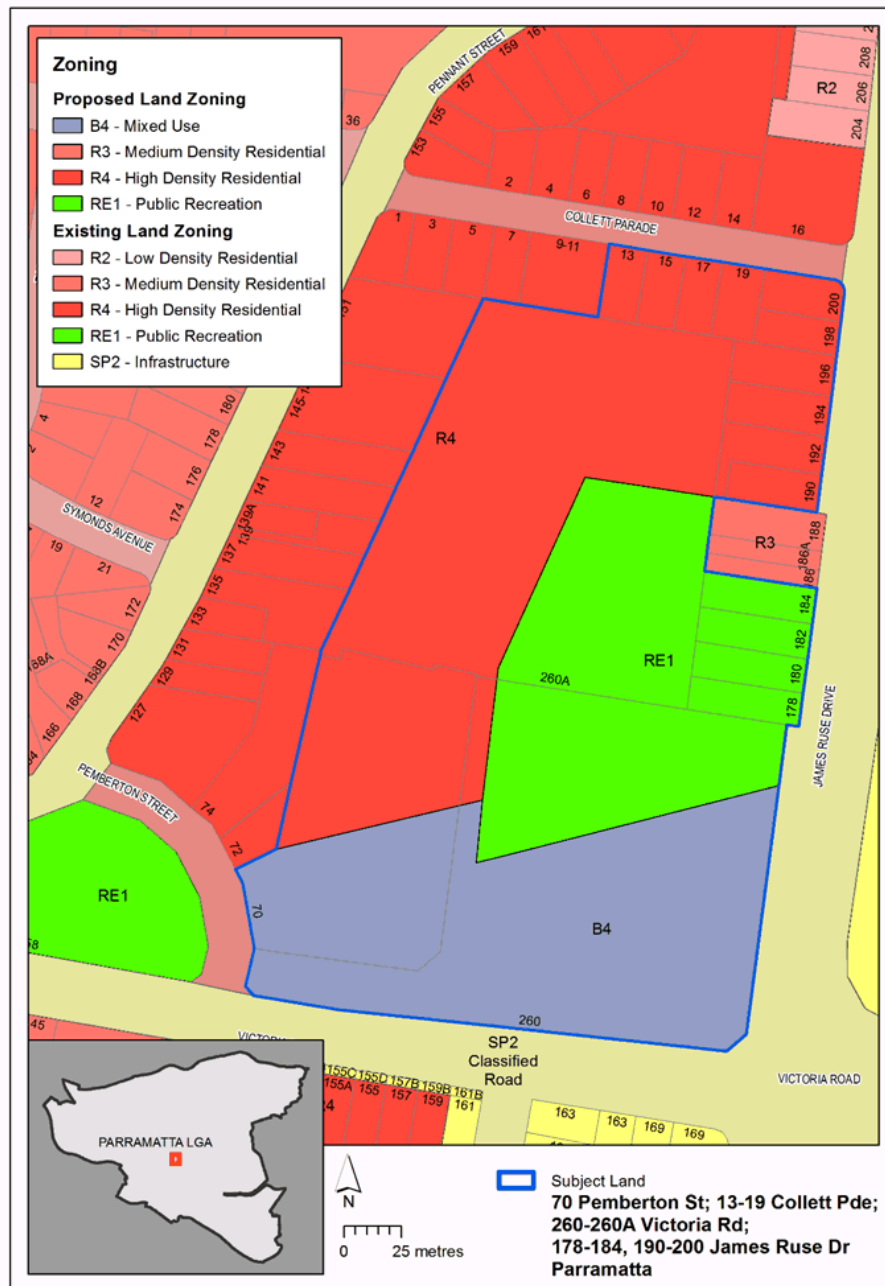 Zoning
Proposed Land Zoning
B4 - Mixed Use
R3 - Medium Density Residential
R4 - High Density Residential
RE1 - Public Recreation
Existing Land Zoning
R2 - Low Density Residential
R3 - Medium Density Residential
R4 - High Density Residential
RE1 - Public Recreation
SP2 - Infrastructure
PENNANT STREET
36
153
155
157
159
161
R2
208
206
204
2
4
6
8
10
12
14
16
COLLETT PARADE
1
3
5
7
9-11
13
15
17
19
200
198
196
194
192
190
R4
180
178
176
174
4
2
12
SYMONDS AVENUE
19
21
172
170
168B
168A
168
166
143
141
139A
139
137
135
133
131
129
127
R3
188
186A
186
184
182
180
178
RE1
260A
JAMES RUSE DRIVE
PEMBERTON STREET
74
72
70
RE1
B4
260
SP2
Classified
Road
VICTORIA ROAD
45
155C
155D
157B
159B
161B
155A
155
157
159
161
163
163
169
169
PARRAMATTA LGA
N
0 25 metres
Subject Land
70 Pemberton St; 13-19 Collett Pde;
260-260A Victoria Rd;
178-184, 190-200 James Ruse Dr
Parramatta